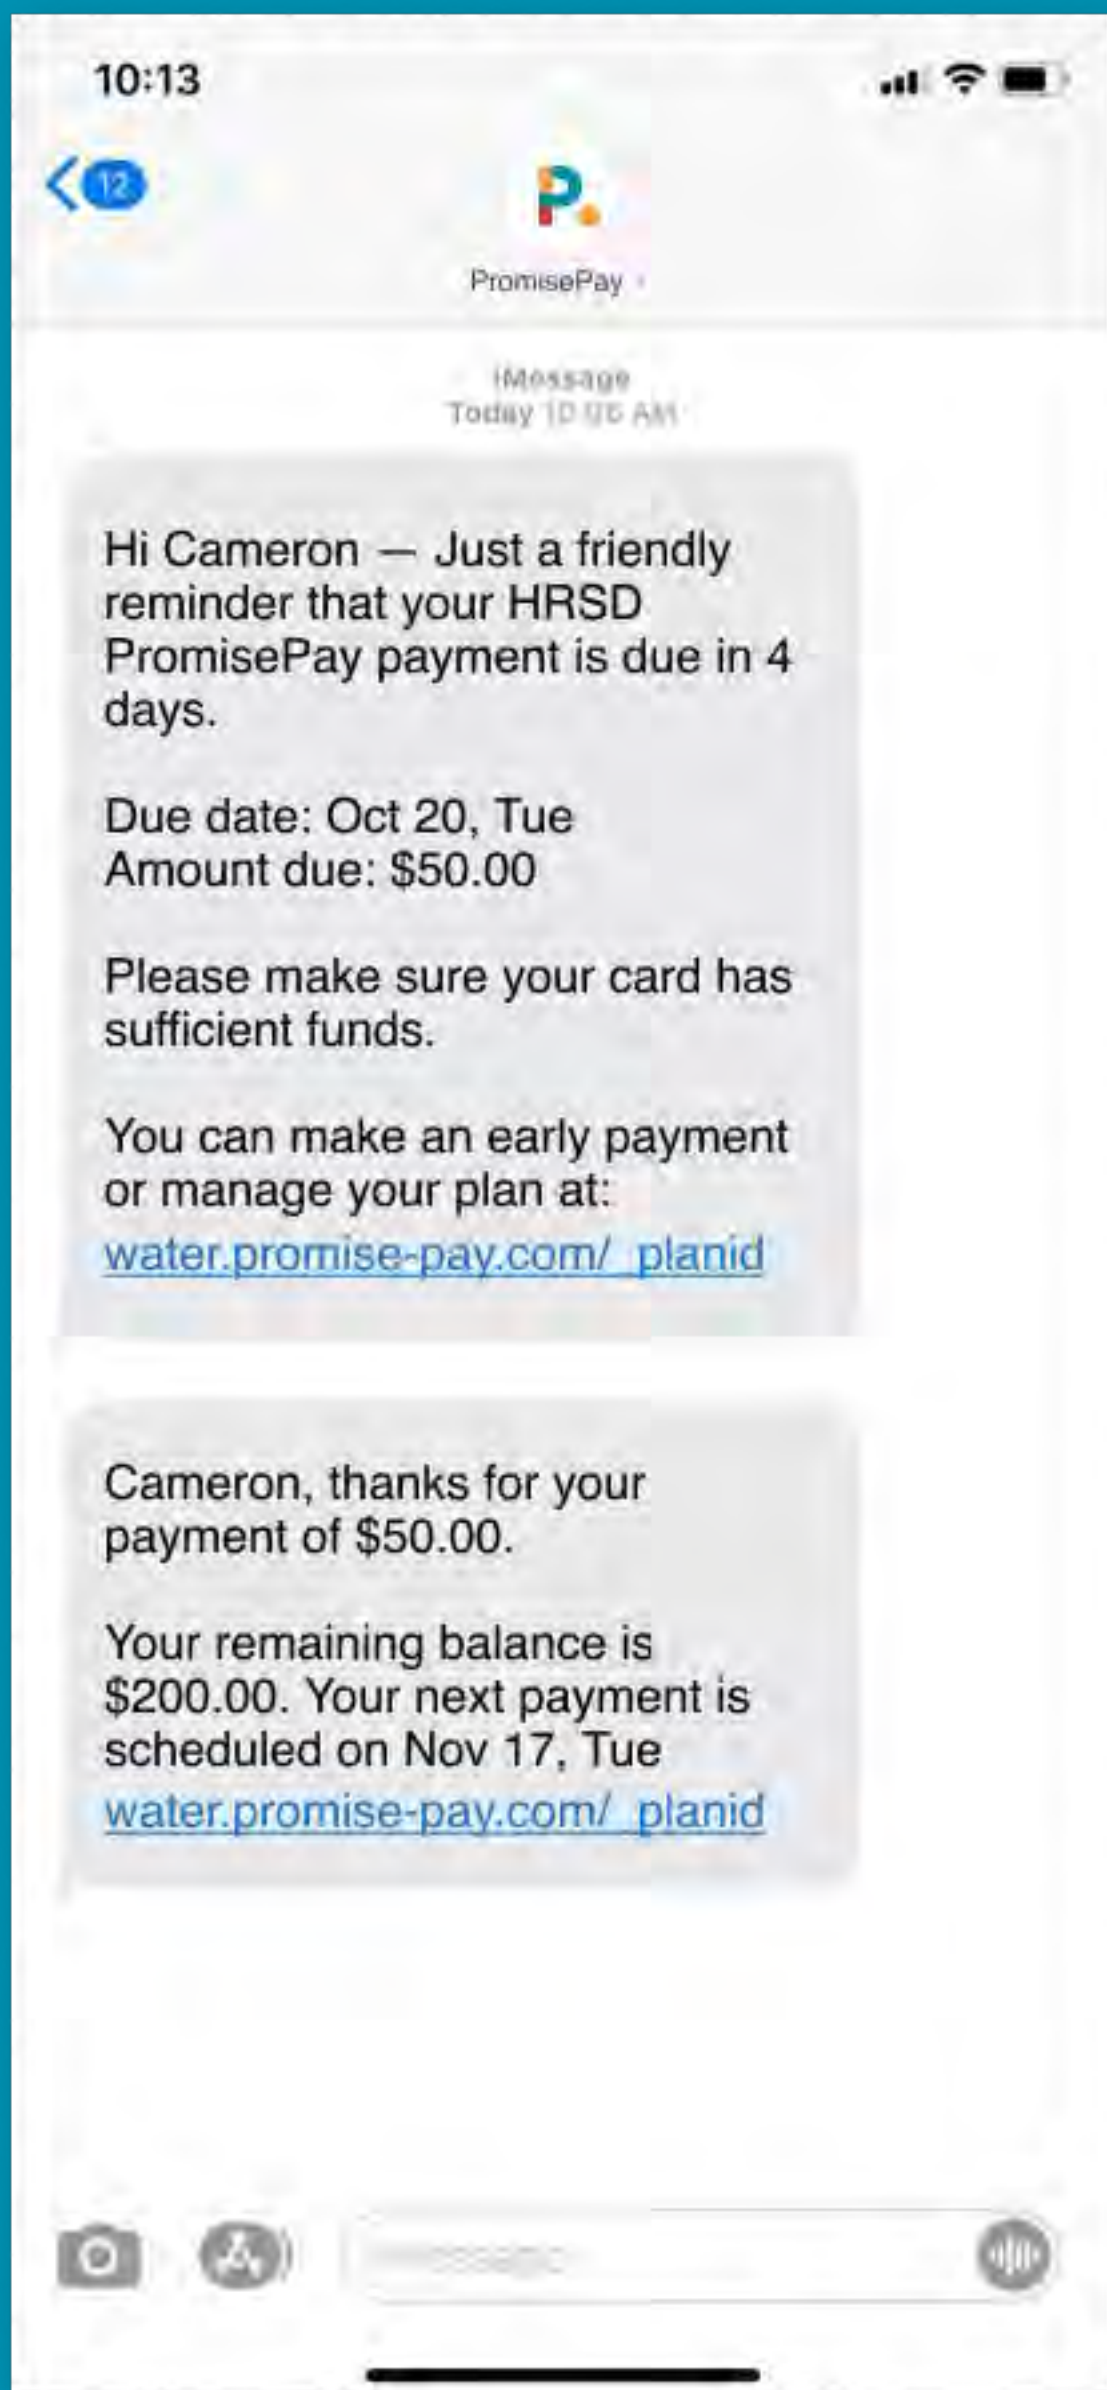 10:13
12
P.
PromisePay
iMessage
Today
Hi Cameron — Just a friendly
reminder that your HRSD
PromisePay payment is due in 4
days.
Due date: Oct 20, Tue
Amount due: $50.00
Please make sure your card has
sufficient funds.
You can make an early payment
or manage your plan at:
water.promise-pay.com/_planid
Cameron, thanks for your
payment of $50.00.
Your remaining balance is
$200.00. Your next payment is
scheduled on Nov 17, Tue
water.promise-pay.com/_planid